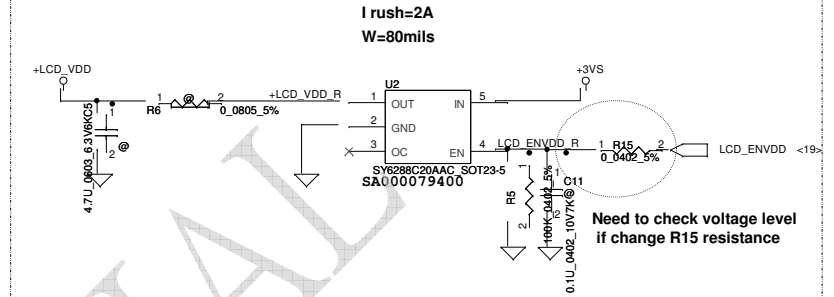 I rush=2A
W=80mils
+LCD_VDD
1
@
2
R6
0_0805_5%
+LCD_VDD_R
U2
1
OUT
IN
5
2
GND
3
OC
EN
4
SY6288C20AAC_SOT23-5
SA000079400
+3VS
LCD_ENVDD_R
1
R15
2
0_0402_5%
LCD_ENVDD
<19>
C5
4.7U_0603_6.3V6K
1
2
@
R5
1
2
100K_0402_5%
C11
1
2
@
0.1U_0402_10V7K
Need to check voltage level
if change R15 resistance